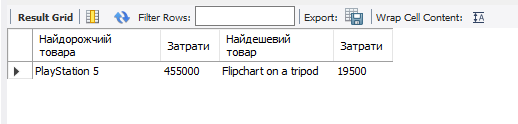 Result Grid Filter Rows: Export: Wrap Cell Content:
Найдорожчий товара Затрати Найдешевий товар Затрати
PlayStation 5 455000 Flipchart on a tripod 19500